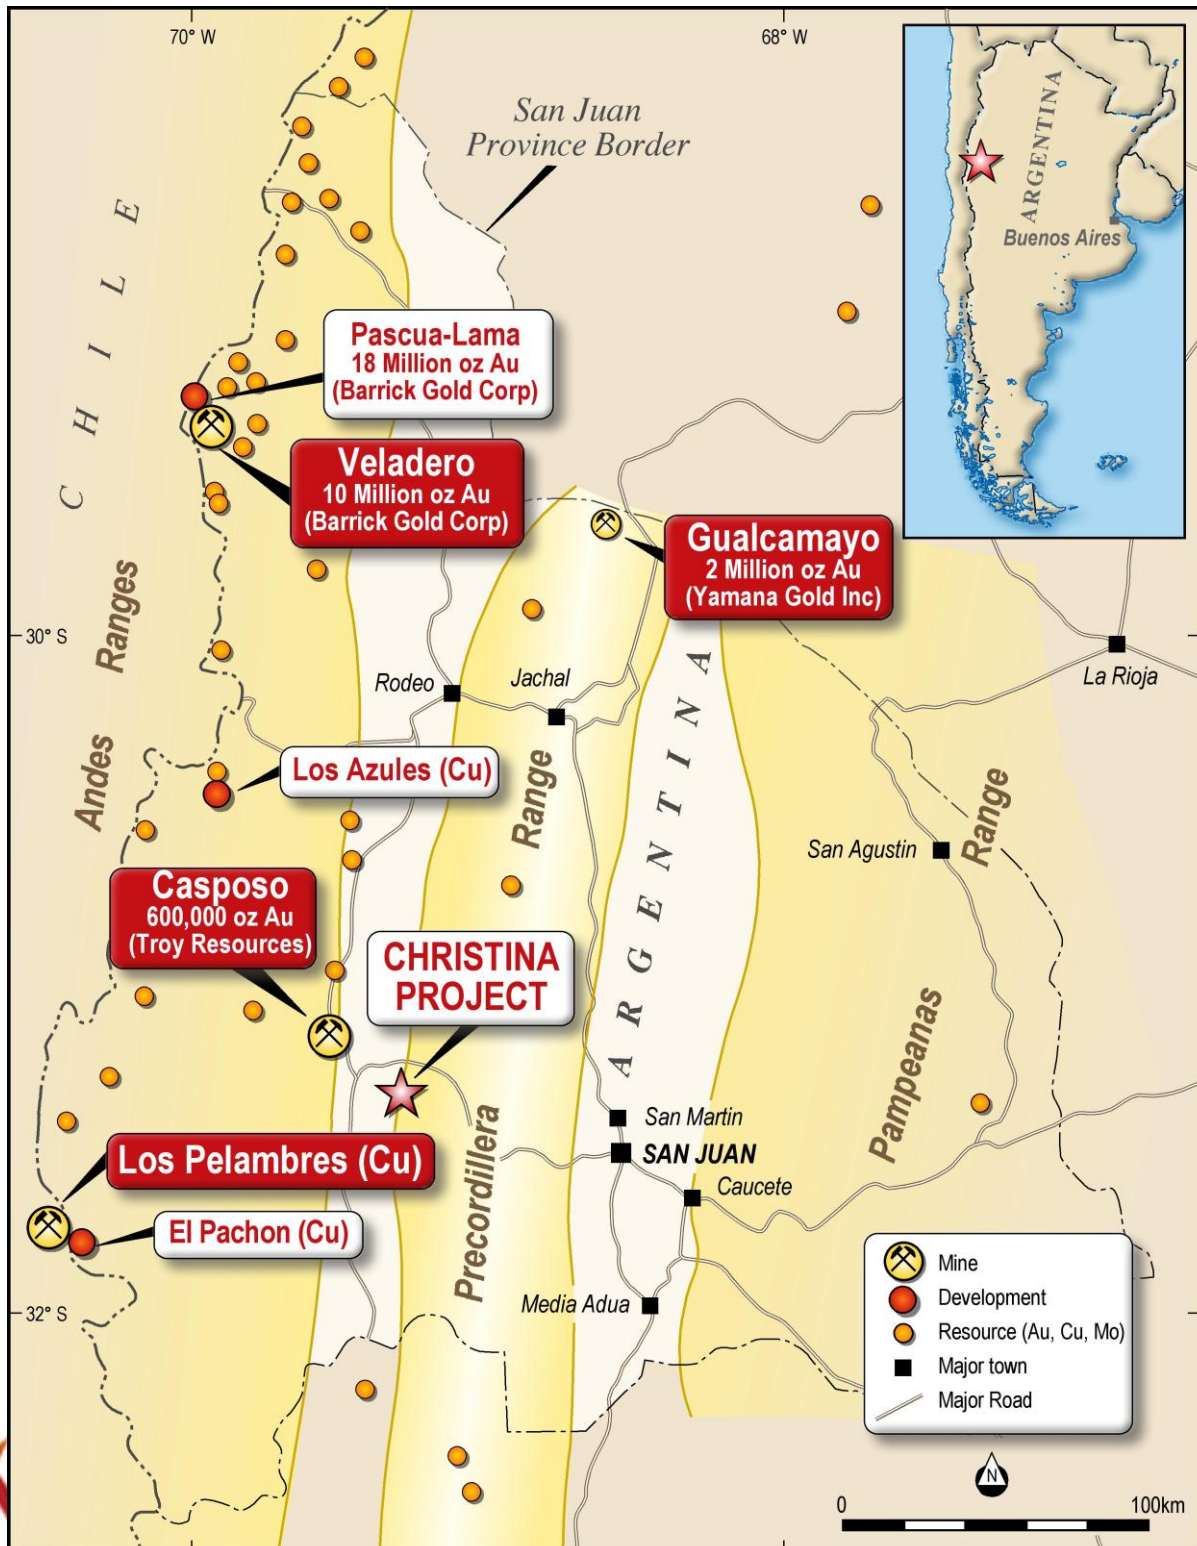 70° W
68° W
San Juan
Province Border
ARGENTINA
Buenos Aires
CHILE
Pascua-Lama
18 Million oz Au
(Barrick Gold Corp)
Veladero
10 Million oz Au
(Barrick Gold Corp)
Gualcamayo
2 Million oz Au
(Yamana Gold Inc)
30° S
Andes Ranges
Rodeo
Jachal
La Rioja
ARGENTINA
Los Azules (Cu)
Precordillera Range
San Agustin
Pampeanas Range
Casposo
600,000 oz Au
(Troy Resources)
CHRISTINA
PROJECT
San Martin
SAN JUAN
Caucete
Los Pelambres (Cu)
El Pachon (Cu)
Media Adua
32° S
Mine
Development
Resource (Au, Cu, Mo)
Major town
Major Road
N
0
100km